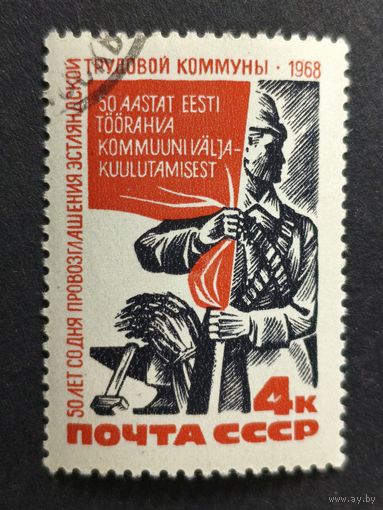 50 ЛЕТ СО ДНЯ ПРОВОЗГЛАШЕНИЯ ЭСТЛЯНДСКОЙ
ТРУДОВОЙ КОММУНЫ · 1968
50 AASTAT EESTI
TÖÖRAHVA
KOMMUUNI VÄLJA-
KUULUTAMISEST
4к
ПОЧТА СССР
ay.by